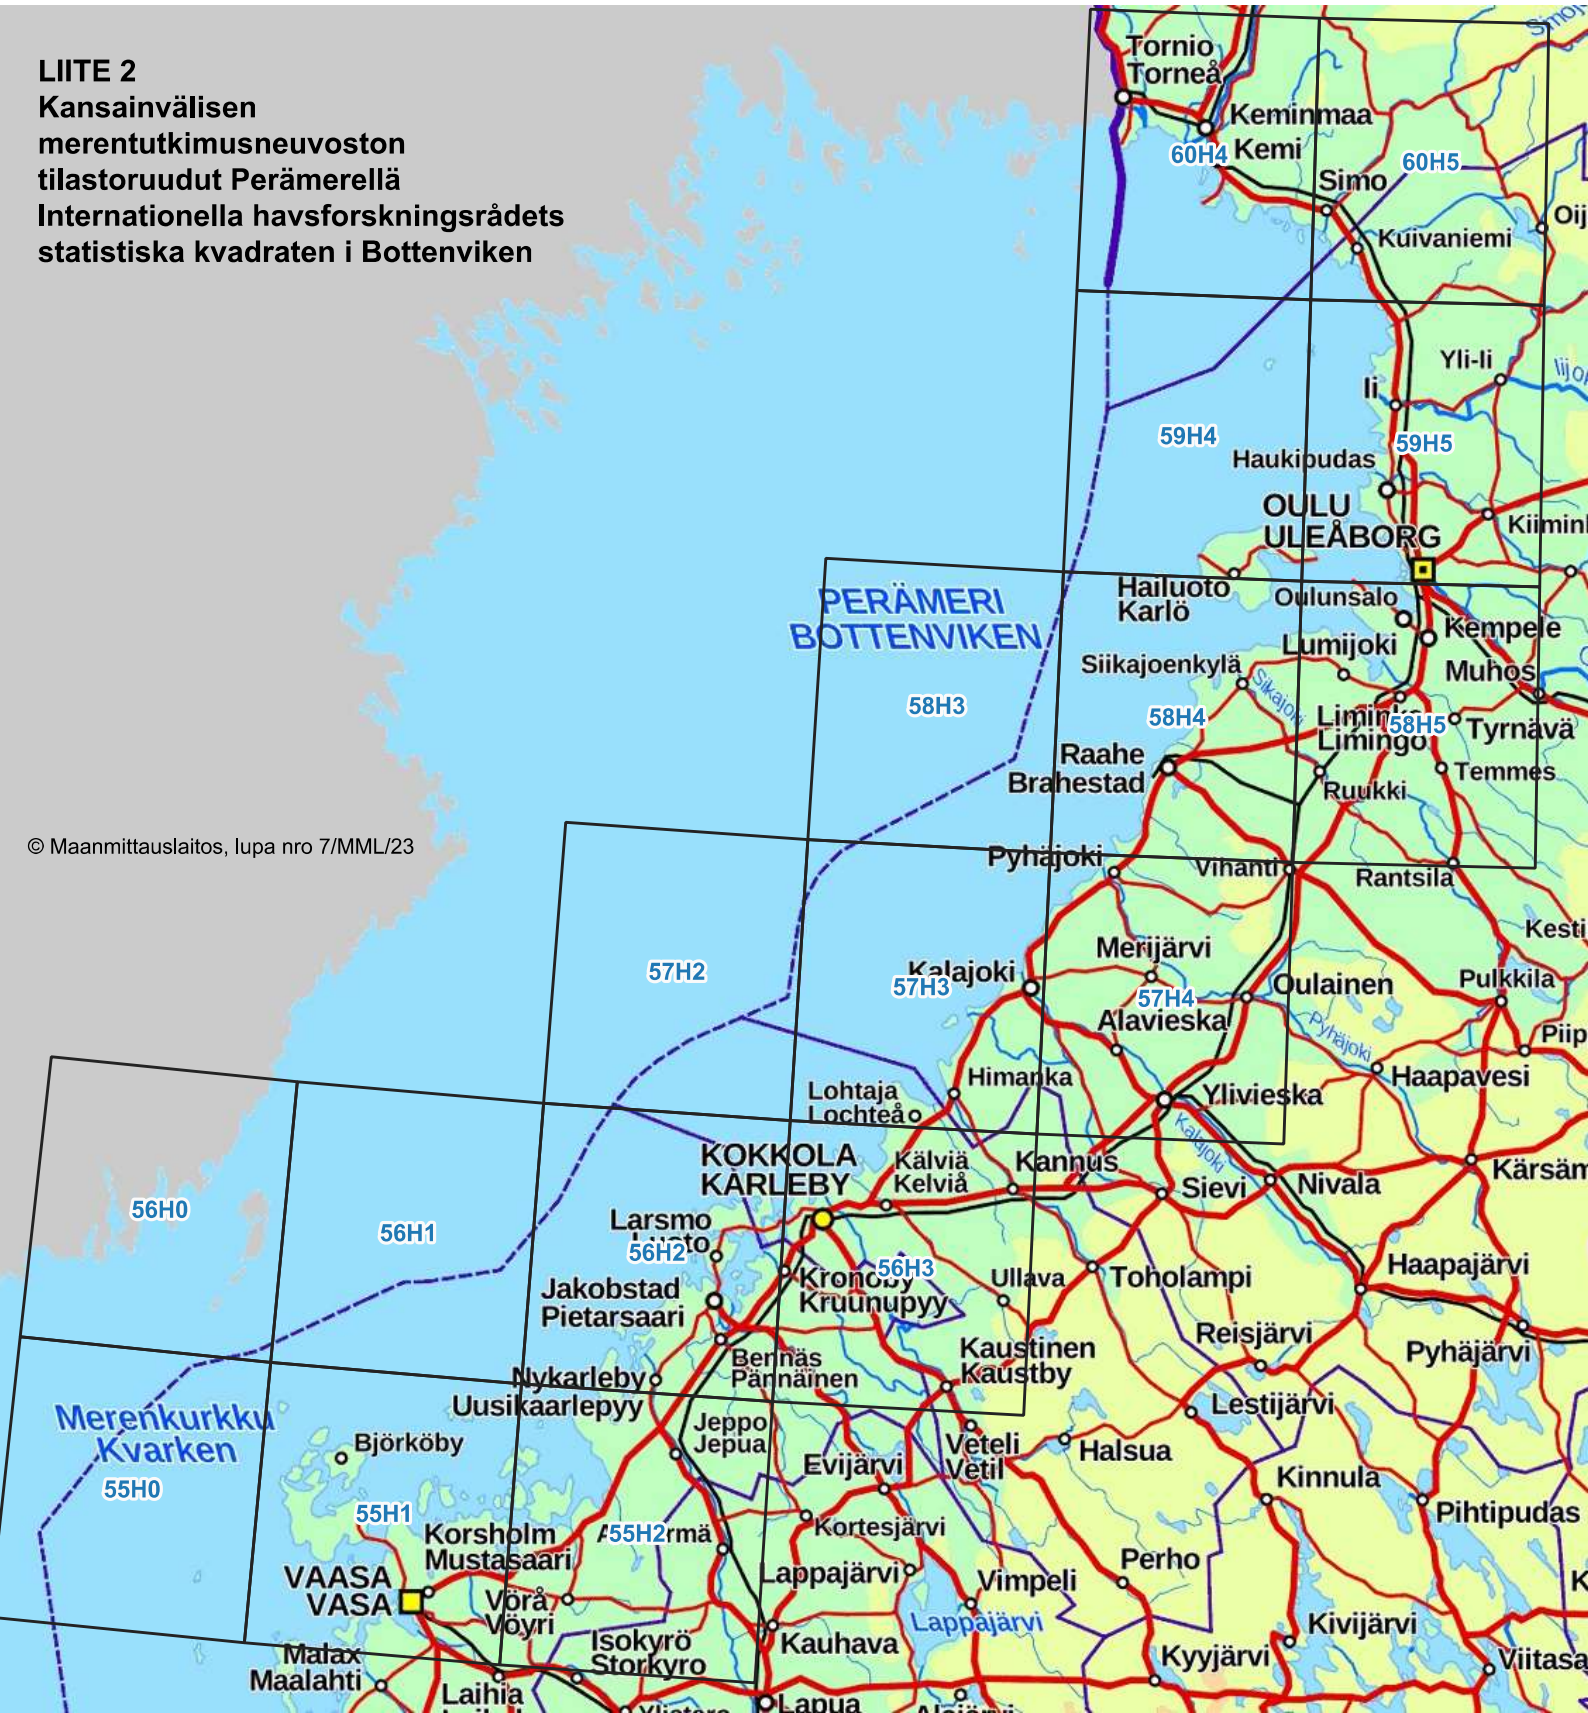 LIITE 2
Kansainvälisen
merentutkimusneuvoston
tilastoruudut Perämerellä
Internationella havsforskningsrådets
statistiska kvadraten i Bottenviken
Tornio
Torneå
Keminmaa
60H4
Kemi
60H5
Simo
Oij
Kuivaniemi
Yli-Ii
Iijo
Ii
59H4
59H5
Haukipudas
OULU
ULEÅBORG
Kiimin
Hailuoto
Karlö
Oulunsalo
PERÄMERI
BOTTENVIKEN
Kempele
Lumijoki
Siikajoenkylä
Muhos
Siikajoki
58H3
58H4
Liminka
Limingo
58H5
Tyrnävä
Raahe
Brahestad
Temmes
Ruukki
© Maanmittauslaitos, lupa nro 7/MML/23
Pyhäjoki
Vihanti
Rantsila
Kesti
Merijärvi
57H2
Kalajoki
57H3
57H4
Oulainen
Pulkkila
Alavieska
Pyhäjoki
Piip
Haapavesi
Himanka
Lohtaja
Lochteå
Ylivieska
Kalajoki
KOKKOLA
KARLEBY
Kälviä
Kelviå
Kannus
Kärsäm
Sievi
Nivala
56H0
56H1
Larsmo
Luoto
56H2
56H3
Kronoby
Kruunupyy
Ullava
Toholampi
Haapajärvi
Jakobstad
Pietarsaari
Reisjärvi
Pyhäjärvi
Kaustinen
Kaustby
Bennäs
Pännäinen
Nykarleby
Uusikaarlepyy
Lestijärvi
Merenkurkku
Kvarken
Björköby
Jeppo
Jepua
Veteli
Vetil
Halsua
Evijärvi
Kinnula
55H0
55H1
Pihtipudas
Korsholm
Mustasaari
55H2
Kortesjärvi
Perho
VAASA
VASA
Lappajärvi
Vimpeli
Vörå
Vöyri
Lappajärvi
Kivijärvi
Isokyrö
Storkyro
Kauhava
Kyyjärvi
Viitasa
Malax
Maalahti
Laihia
Lapua